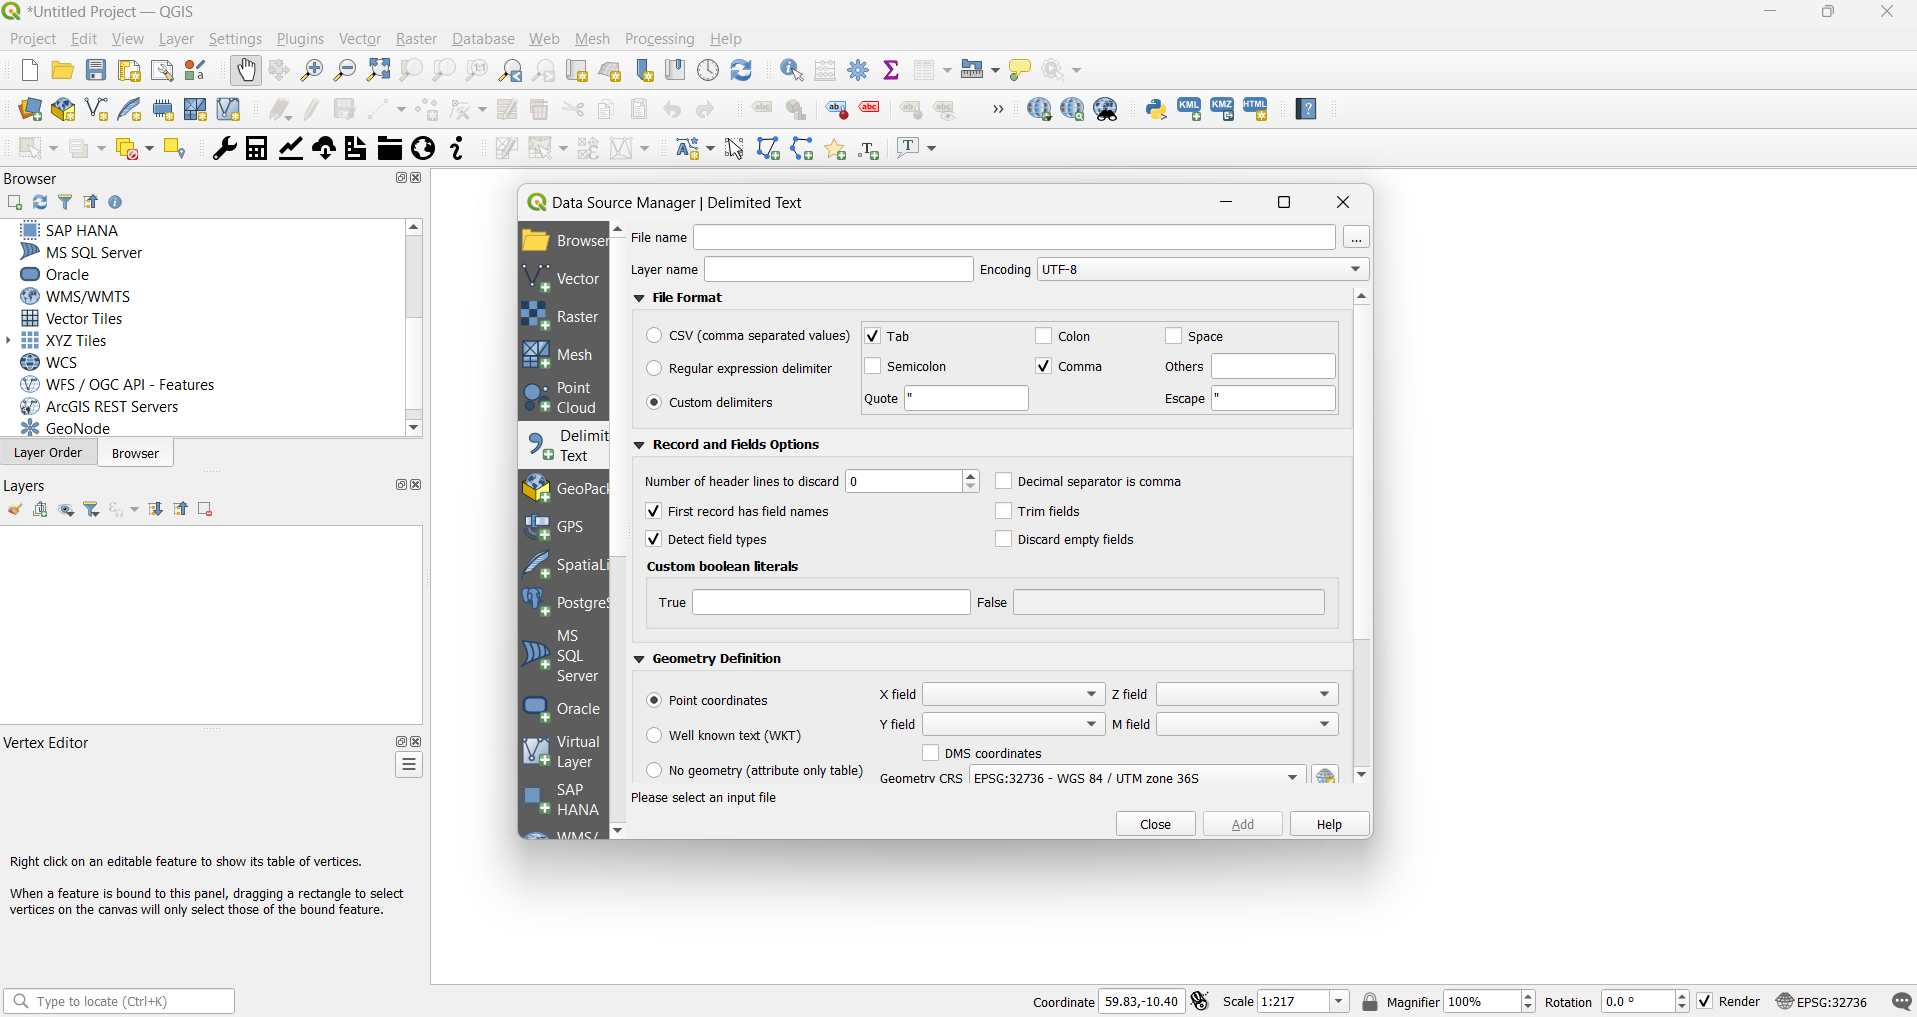 *Untitled Project — QGIS
Project Edit View Layer Settings Plugins Vector Raster Database Web Mesh Processing Help
Browser
SAP HANA
MS SQL Server
Oracle
WMS/WMTS
Vector Tiles
XYZ Tiles
WCS
WFS / OGC API - Features
ArcGIS REST Servers
GeoNode
Layer Order Browser
Layers
Vertex Editor
Right click on an editable feature to show its table of vertices.
When a feature is bound to this panel, dragging a rectangle to select
vertices on the canvas will only select those of the bound feature.
Data Source Manager | Delimited Text
Browser
Vector
Raster
Mesh
Point
Cloud
Delimit
Text
GeoPack
GPS
SpatiaLi
PostgreS
MS
SQL
Server
Oracle
Virtual
Layer
SAP
HANA
WMS/
File name ...
Layer name Encoding UTF-8
File Format
CSV (comma separated values) Tab Colon Space
Regular expression delimiter Semicolon Comma Others
Custom delimiters Quote " Escape "
Record and Fields Options
Number of header lines to discard 0 Decimal separator is comma
First record has field names Trim fields
Detect field types Discard empty fields
Custom boolean literals
True False
Geometry Definition
Point coordinates X field Z field
Y field M field
Well known text (WKT)
DMS coordinates
No geometry (attribute only table) Geometry CRS EPSG:32736 - WGS 84 / UTM zone 36S
Please select an input file
Close Add Help
Type to locate (Ctrl+K) Coordinate 59.83,-10.40 Scale 1:217 Magnifier 100% Rotation 0.0 ° Render EPSG:32736